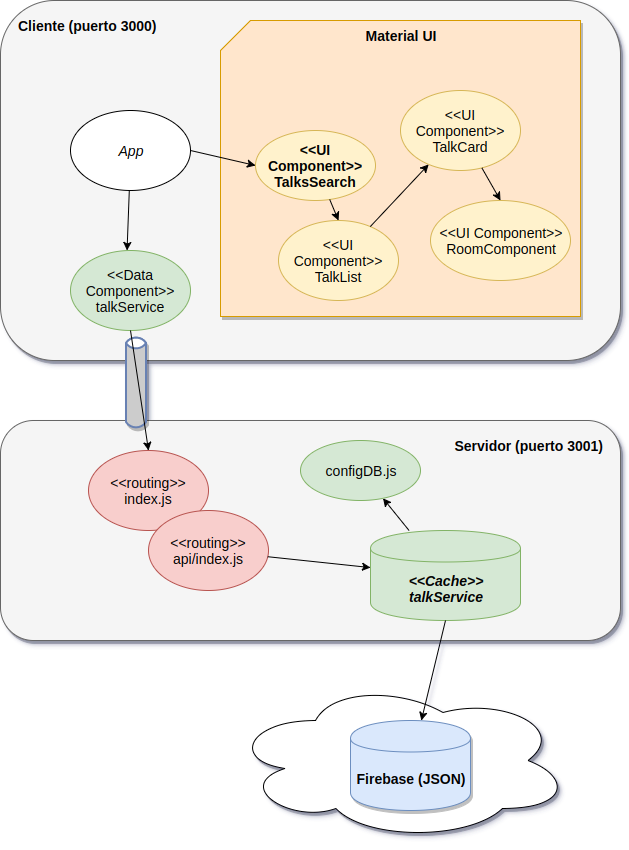 Cliente (puerto 3000)
Material UI
App
<<UI
Component>>
TalksSearch
<<UI
Component>>
TalkCard
<<UI
Component>>
TalkList
<<UI Component>>
RoomComponent
<<Data
Component>>
talkService
Servidor (puerto 3001)
<<routing>>
index.js
<<routing>>
api/index.js
configDB.js
<<Cache>>
talkService
Firebase (JSON)